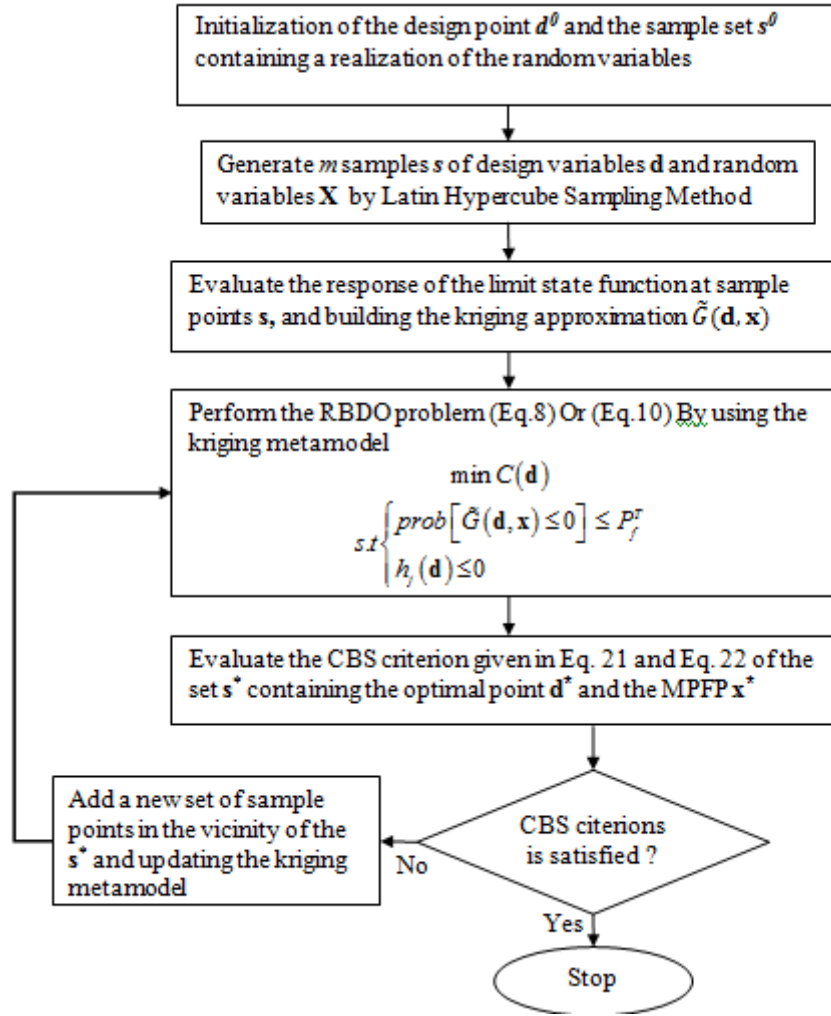 Initialization of the design point d⁰ and the sample set s⁰
containing a realization of the random variables
Generate m samples s of design variables d and random
variables X by Latin Hypercube Sampling Method
Evaluate the response of the limit state function at sample
points s, and building the kriging approximation G̃(d, x)
Perform the RBDO problem (Eq.8) Or (Eq.10) By using the
kriging metamodel
min C(d)
s.t { prob[G̃(d, x) ≤ 0] ≤ P_f^T
h_j(d) ≤ 0
Evaluate the CBS criterion given in Eq. 21 and Eq. 22 of the
set s* containing the optimal point d* and the MPFP x*
Add a new set of sample
points in the vicinity of the
s* and updating the kriging
metamodel
No
CBS citerions
is satisfied ?
Yes
Stop